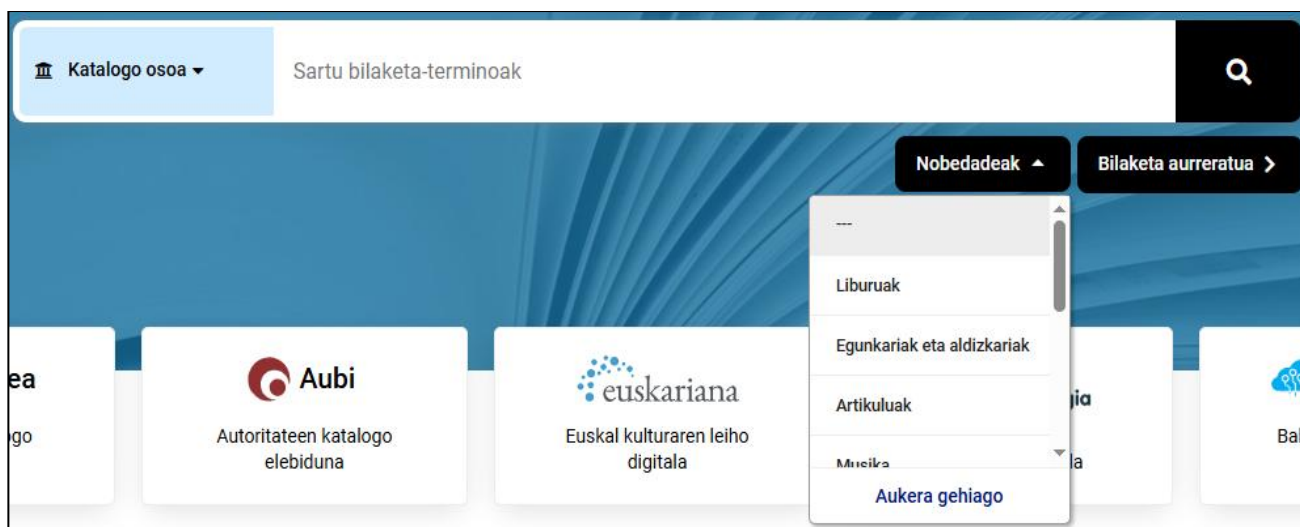 Katalogo osoa
Sartu bilaketa-terminoak
Nobedadeak
Bilaketa aurreratua
---
Liburuak
Egunkariak eta aldizkariak
Artikuluak
Musika
Aukera gehiago
Aubi
Autoritateen katalogo
elebiduna
euskariana
Euskal kulturaren leiho
digitala